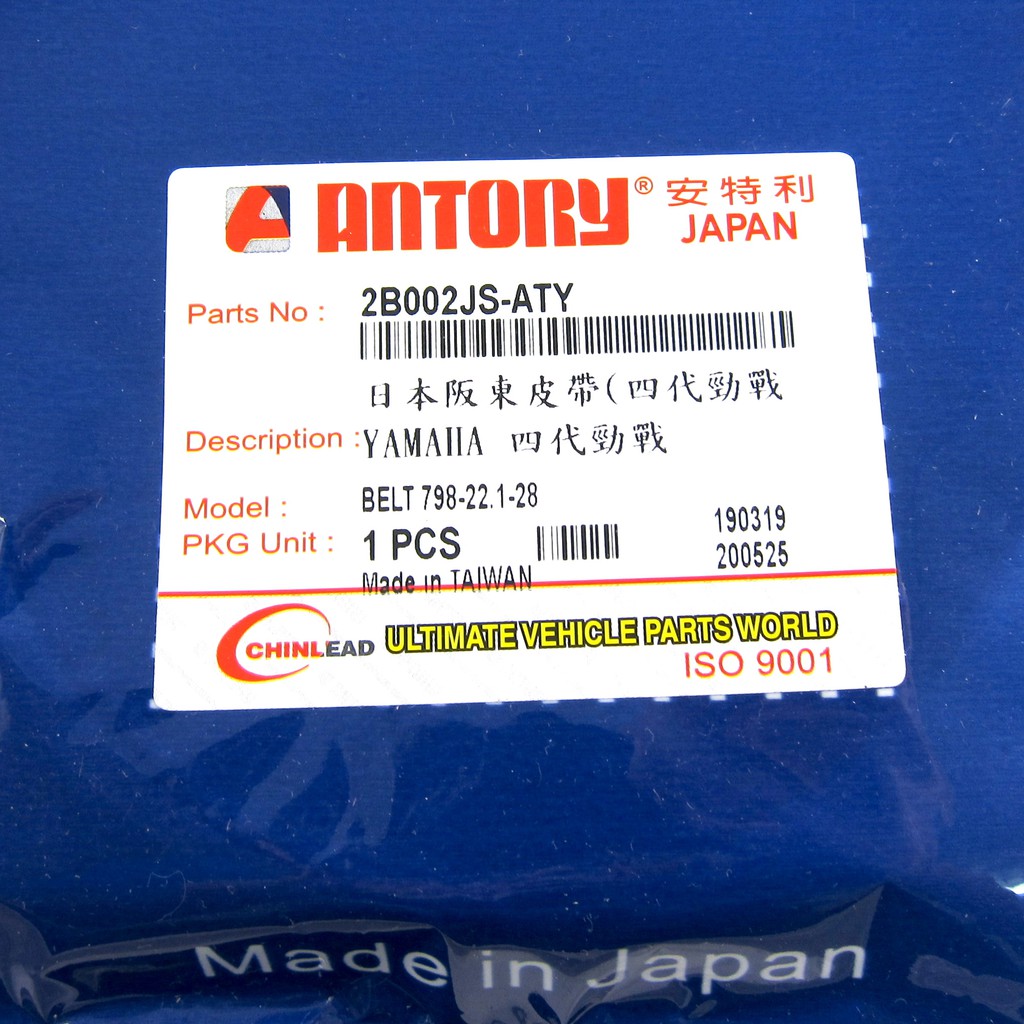 ANTORY® 安特利
JAPAN
Parts No : 2B002JS-ATY
日本阪東皮帶(四代勁戰
Description : YAMAHA 四代勁戰
Model : BELT 798-22.1-28
190319
PKG Unit : 1 PCS
200525
Made in TAIWAN
CHINLEAD ULTIMATE VEHICLE PARTS WORLD
ISO 9001
Made in Japan